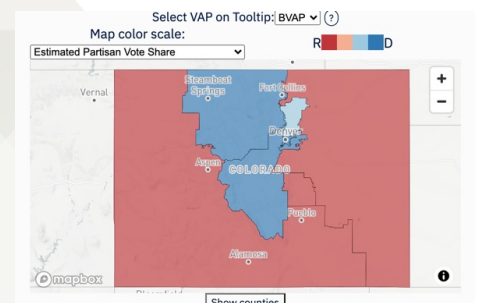 Select VAP on Tooltip: BVAP (?)
Map color scale:
Estimated Partisan Vote Share
R D
Vernal
Steamboat
Springs
Fort Collins
Denver
Aspen
COLORADO
Pueblo
Alamosa
+
−
mapbox
Bloomfield
Show counties